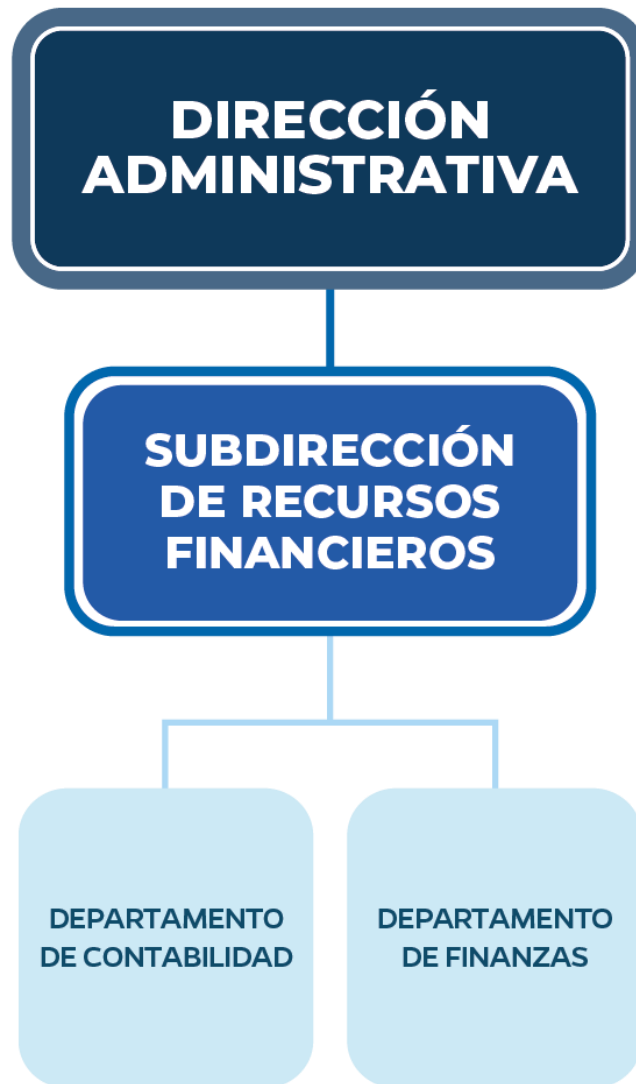 DIRECCIÓN
ADMINISTRATIVA
SUBDIRECCIÓN
DE RECURSOS
FINANCIEROS
DEPARTAMENTO
DE CONTABILIDAD
DEPARTAMENTO
DE FINANZAS